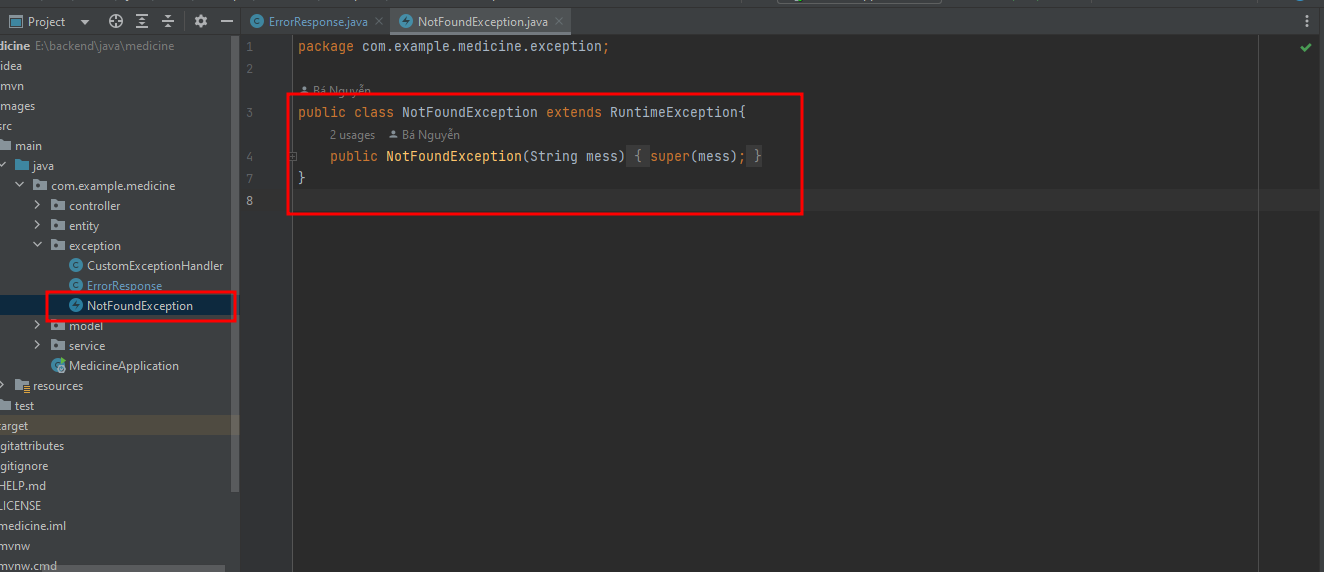 Project
ErrorResponse.java
NotFoundException.java
dicine E:\backend\java\medicine
idea
mvn
mages
src
main
java
com.example.medicine
controller
entity
exception
CustomExceptionHandler
ErrorResponse
NotFoundException
model
service
MedicineApplication
resources
test
target
gitattributes
gitignore
HELP.md
LICENSE
medicine.iml
mvnw
mvnw.cmd
1 package com.example.medicine.exception;
2
Bá Nguyễn
3 public class NotFoundException extends RuntimeException{
2 usages Bá Nguyễn
4 public NotFoundException(String mess) { super(mess); }
7 }
8